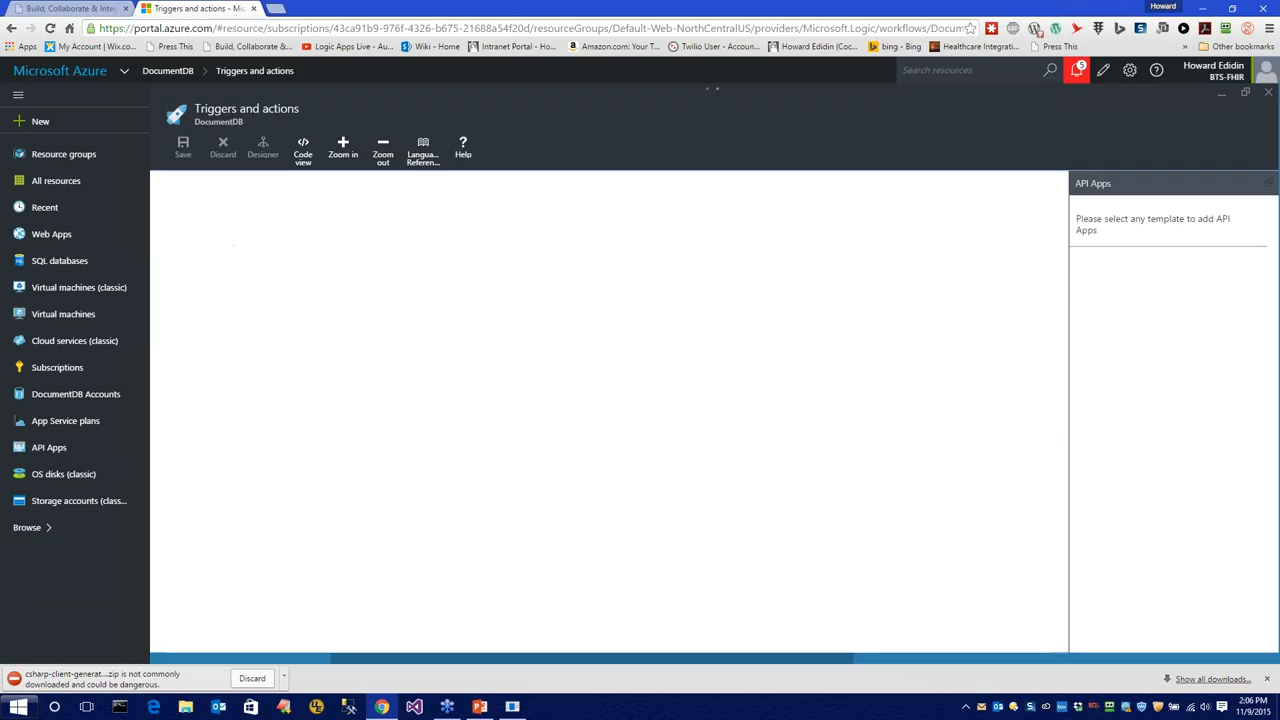 Howard
Build, Collaborate & Integ
Triggers and actions - Mic
https://portal.azure.com/#resource/subscriptions/43ca91b9-976f-4326-b675-21688a54f20d/resourceGroups/Default-Web-NorthCentralUS/providers/Microsoft.Logic/workflows/Docum
Apps
My Account | Wix.co...
Press This
Build, Collaborate &...
Logic Apps Live - Au...
Wiki - Home
Intranet Portal - Ho...
Amazon.com: Your T...
Twilio User - Accoun...
Howard Edidin (Coc...
bing - Bing
Healthcare Integrati...
Press This
»
Other bookmarks
Microsoft Azure
DocumentDB
Triggers and actions
Search resources
5
Howard Edidin
BTS-FHIR
New
Resource groups
All resources
Recent
Web Apps
SQL databases
Virtual machines (classic)
Virtual machines
Cloud services (classic)
Subscriptions
DocumentDB Accounts
App Service plans
API Apps
OS disks (classic)
Storage accounts (class...
Browse
Triggers and actions
DocumentDB
Save
Discard
Designer
Code view
Zoom in
Zoom out
Langua... Referen...
Help
API Apps
Please select any template to add API
Apps
csharp-client-generat....zip is not commonly
downloaded and could be dangerous.
Discard
Show all downloads...
2:06 PM
11/9/2015